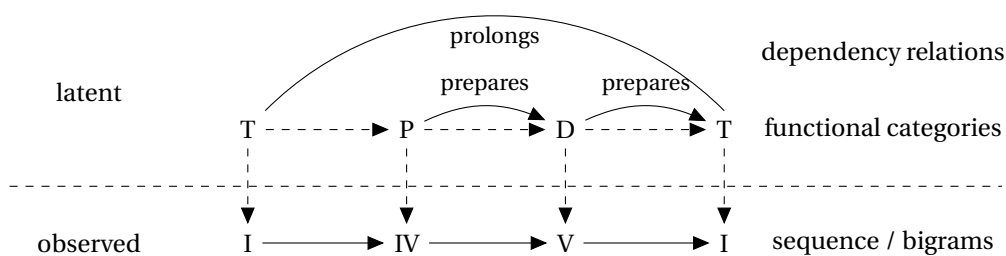 prolongs
dependency relations
prepares prepares
latent
T P D T functional categories
observed I IV V I sequence / bigrams